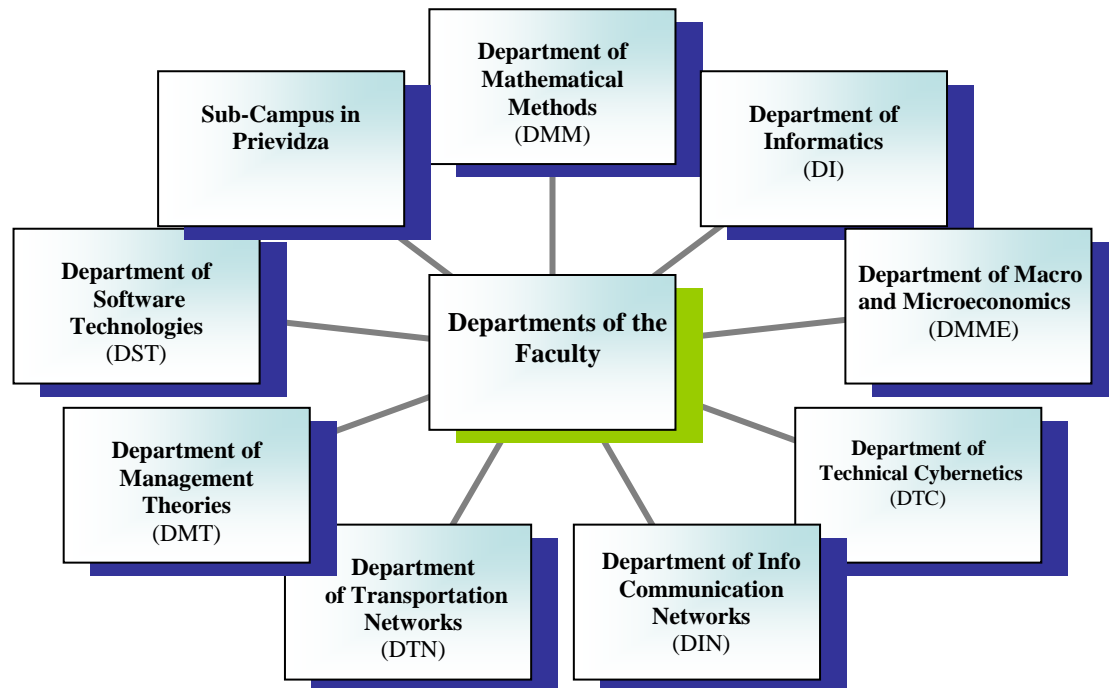 Department of
Mathematical
Methods
(DMM)
Department of
Informatics
(DI)
Department of Macro
and Microeconomics
(DMME)
Department of
Technical Cybernetics
(DTC)
Department of Info
Communication
Networks
(DIN)
Department
of Transportation
Networks
(DTN)
Department of
Management
Theories
(DMT)
Department of
Software
Technologies
(DST)
Sub-Campus in
Prievidza
Departments of the
Faculty